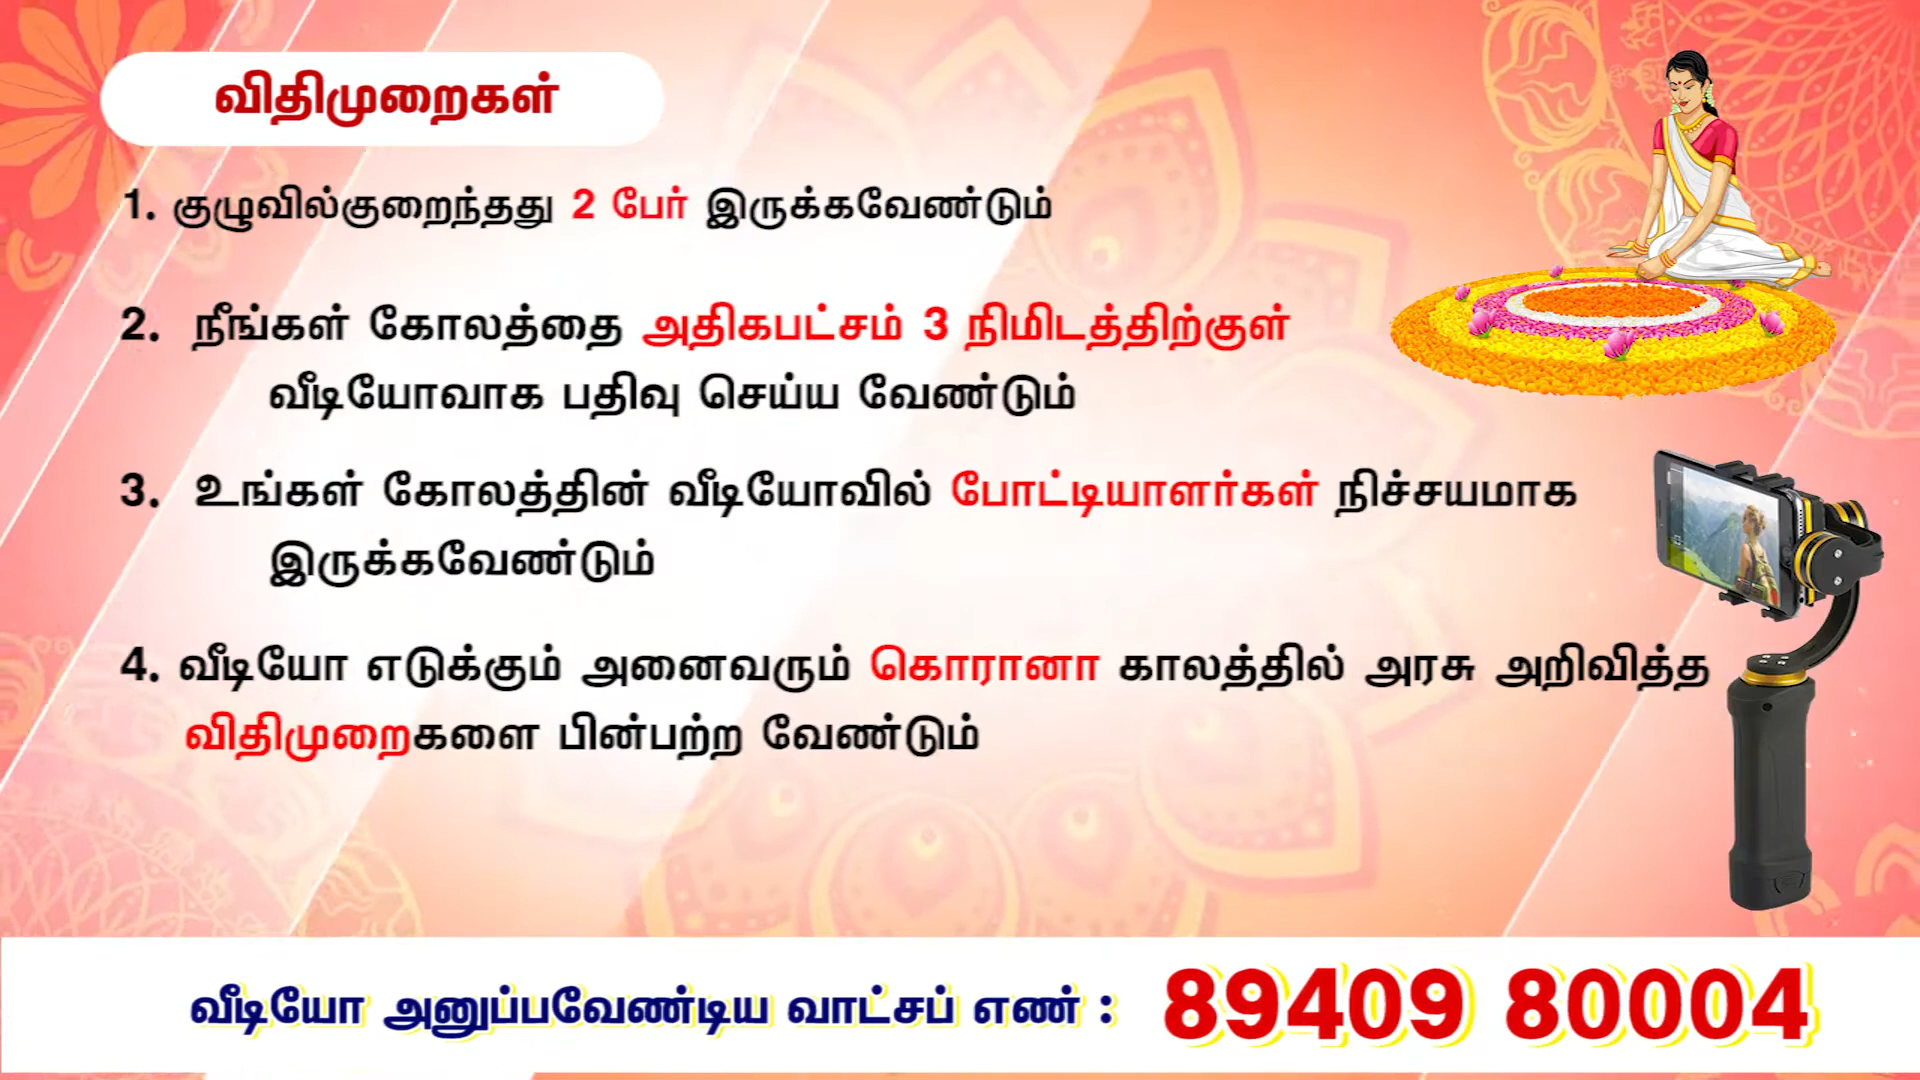 விதிமுறைகள்
1. குழுவில்குறைந்தது 2 பேர் இருக்கவேண்டும்
2. நீங்கள் கோலத்தை அதிகபட்சம் 3 நிமிடத்திற்குள்
வீடியோவாக பதிவு செய்ய வேண்டும்
3. உங்கள் கோலத்தின் வீடியோவில் போட்டியாளர்கள் நிச்சயமாக
இருக்கவேண்டும்
4. வீடியோ எடுக்கும் அனைவரும் கொரானா காலத்தில் அரசு அறிவித்த
விதிமுறைகளை பின்பற்ற வேண்டும்
வீடியோ அனுப்பவேண்டிய வாட்சப் எண் : 89409 80004